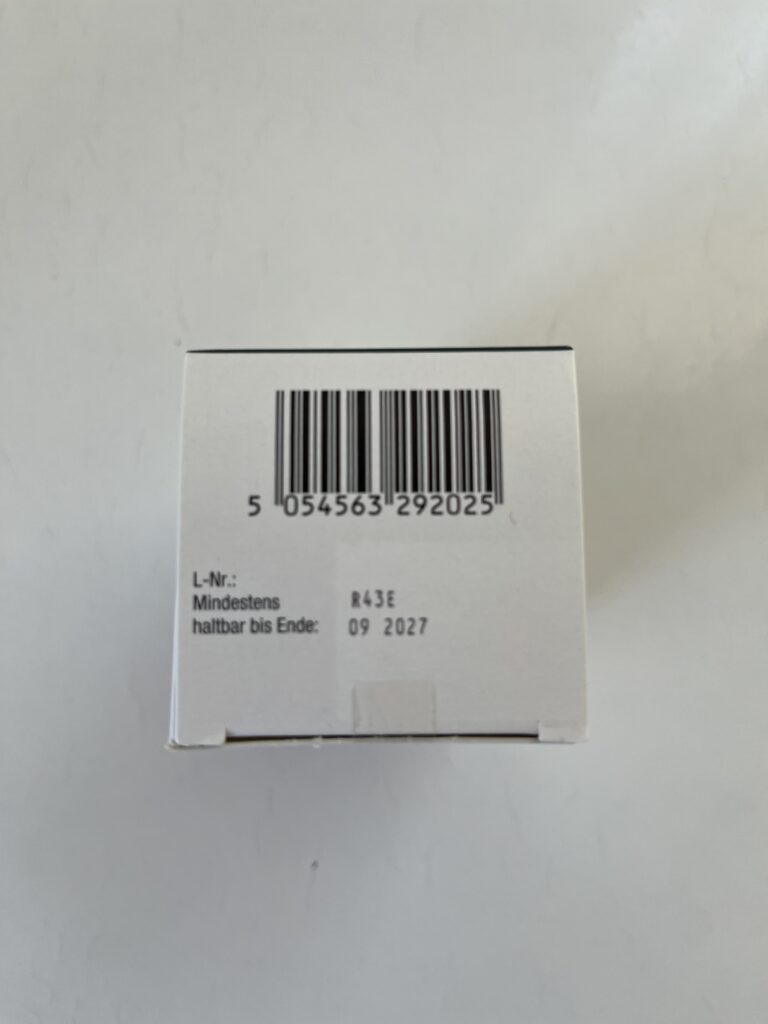 5 054563 292025
L-Nr.:
Mindestens R43E
haltbar bis Ende: 09 2027